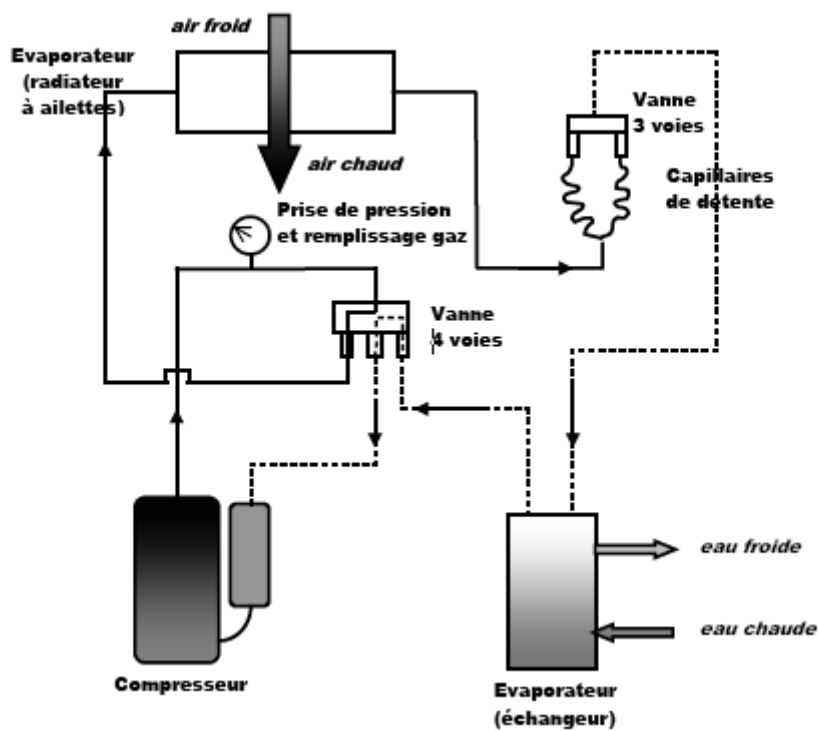 air froid
Evaporateur
(radiateur
à ailettes)
air chaud
Vanne
3 voies
Capillaires
de détente
Prise de pression
et remplissage gaz
Vanne
4 voies
eau froide
eau chaude
Compresseur
Evaporateur
(échangeur)